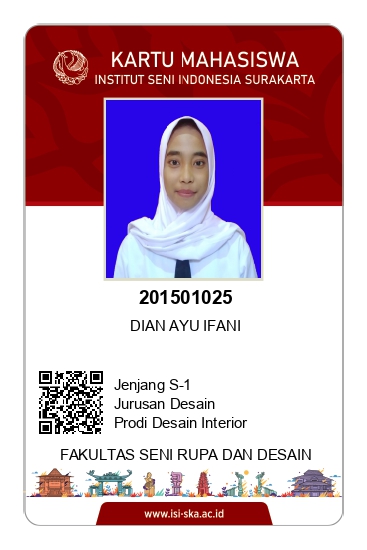 KARTU MAHASISWA
INSTITUT SENI INDONESIA SURAKARTA
201501025
DIAN AYU IFANI
Jenjang S-1
Jurusan Desain
Prodi Desain Interior
FAKULTAS SENI RUPA DAN DESAIN
www.isi-ska.ac.id